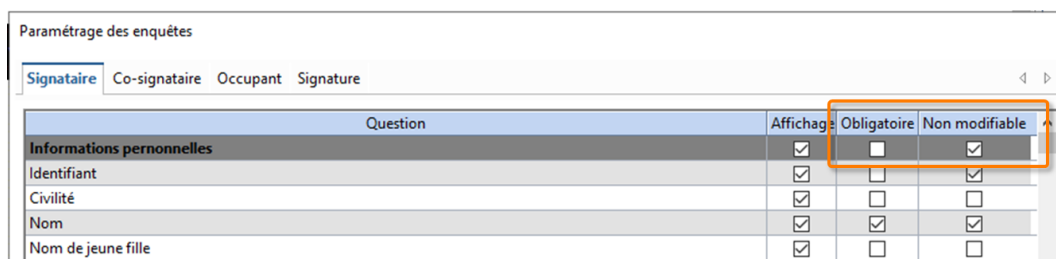 Paramétrage des enquêtes
Signataire Co-signataire Occupant Signature
Question Affichage Obligatoire Non modifiable
Informations pernonnelles
Identifiant
Civilité
Nom
Nom de jeune fille